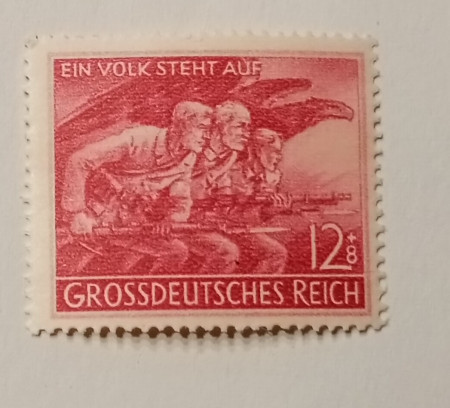 EIN VOLK STEHT AUF
12+8
GROSSDEUTSCHES REICH